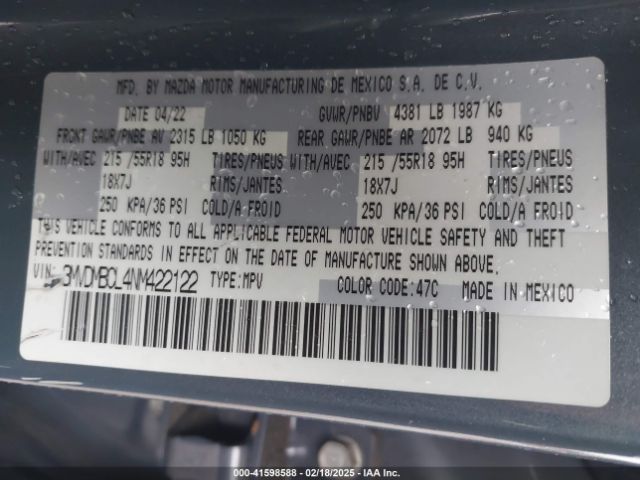 MFD. BY MAZDA MOTOR MANUFACTURING DE MEXICO S.A. DE C.V.
DATE 04/22 GVWR/PNBV 4381 LB 1987 KG
FRONT GAWR/PNBE AV 2315 LB 1050 KG REAR GAWR/PNBE AR 2072 LB 940 KG
WITH/AVEC 215 /55R18 95H TIRES/PNEUS WITH/AVEC 215 /55R18 95H TIRES/PNEUS
18X7J RIMS/JANTES 18X7J RIMS/JANTES
250 KPA/36 PSI COLD/A FROID 250 KPA/36 PSI COLD/A FROID
THIS VEHICLE CONFORMS TO ALL APPLICABLE FEDERAL MOTOR VEHICLE SAFETY AND THEFT
PREVENTION STANDARDS IN EFFECT ON THE DATE OF MANUFACTURE SHOWN ABOVE.
VIN: 3MVDMBCL4NM422122 TYPE:MPV COLOR CODE:47C MADE IN MEXICO
000-41598588 — 02/18/2025 — IAAI.COM